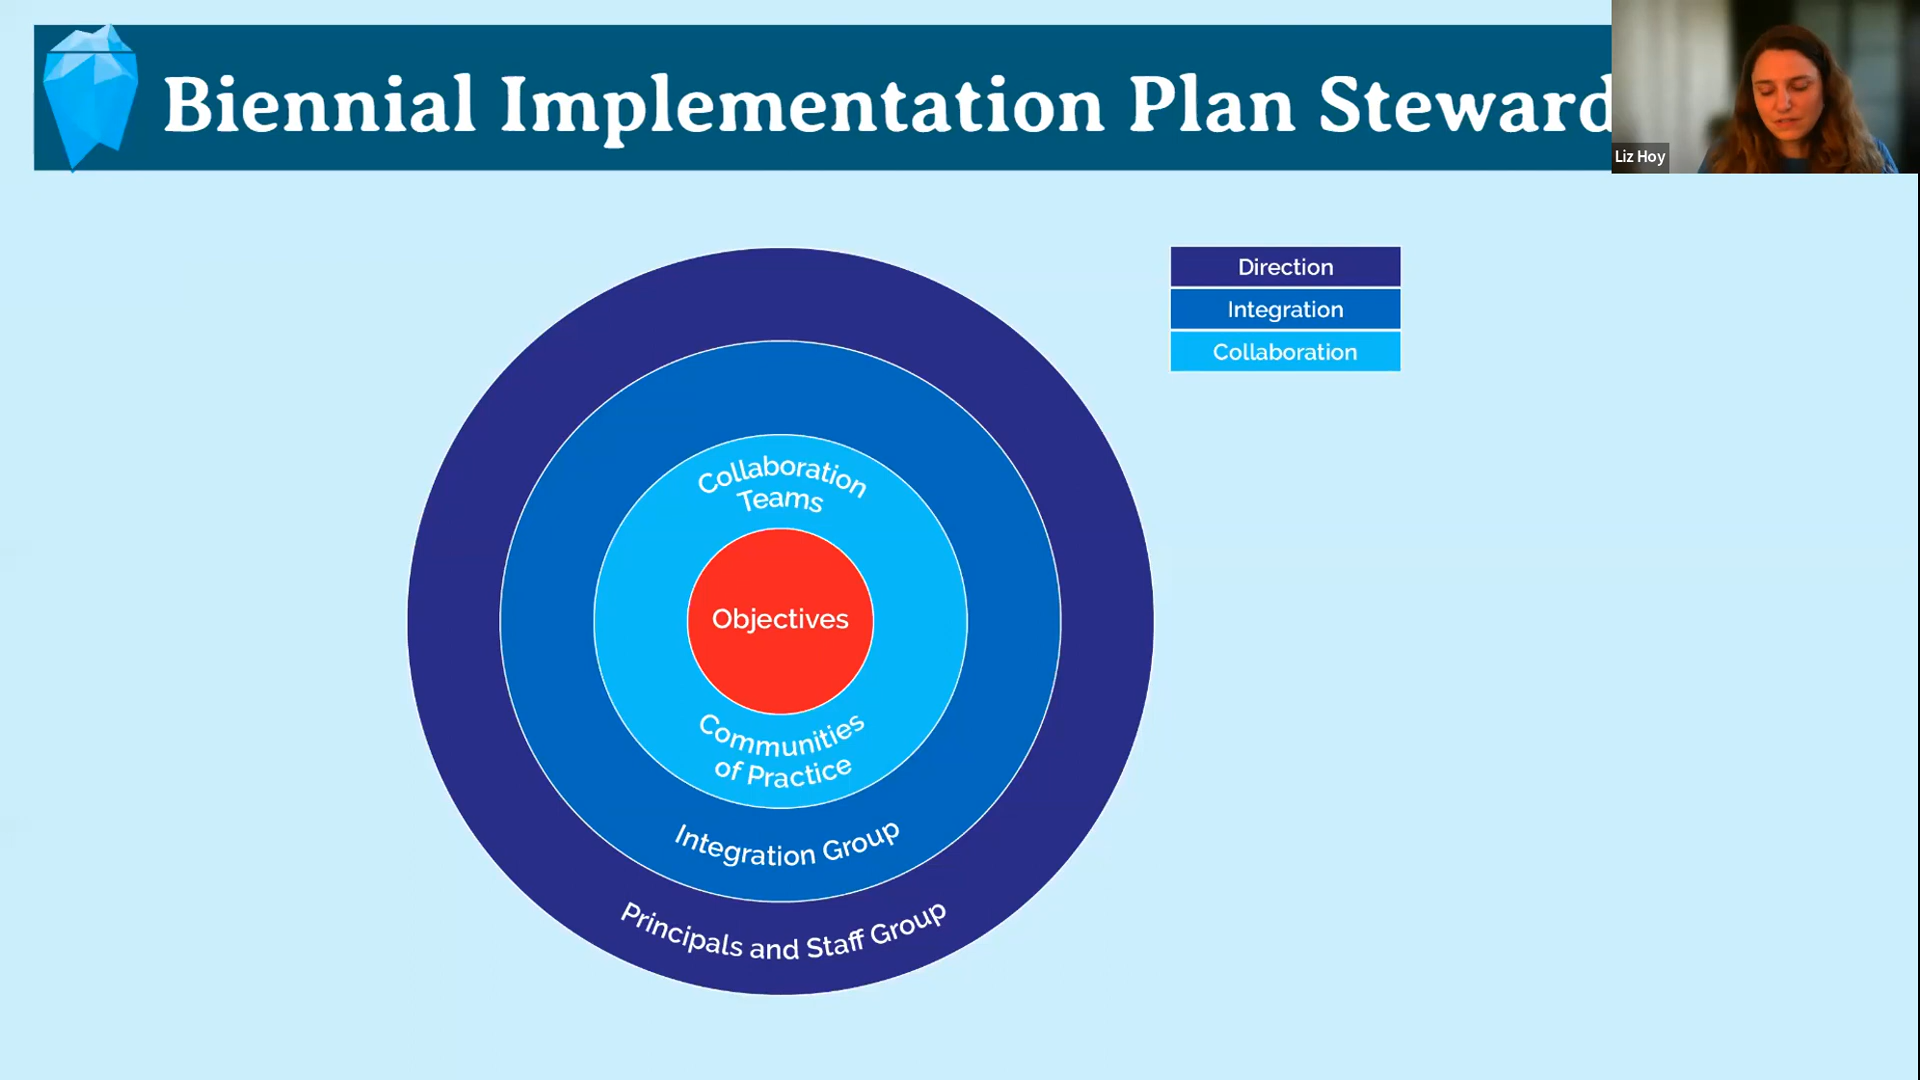 Biennial Implementation Plan Steward
Liz Hoy
Direction
Integration
Collaboration
Collaboration
Teams
Objectives
Communities
of Practice
Integration Group
Principals and Staff Group